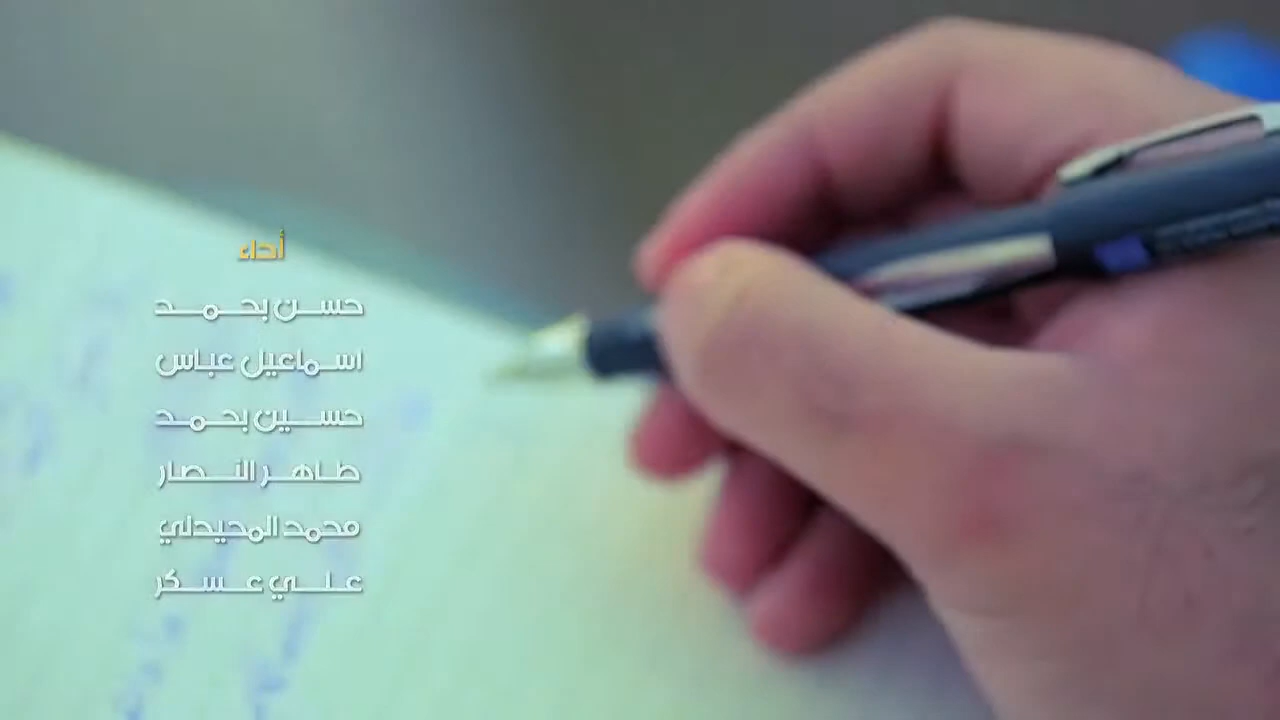 أداء
حسن بحمد
اسماعيل عباس
حسين بحمد
طاهر النصار
محمد المحيدلي
علي عسكر